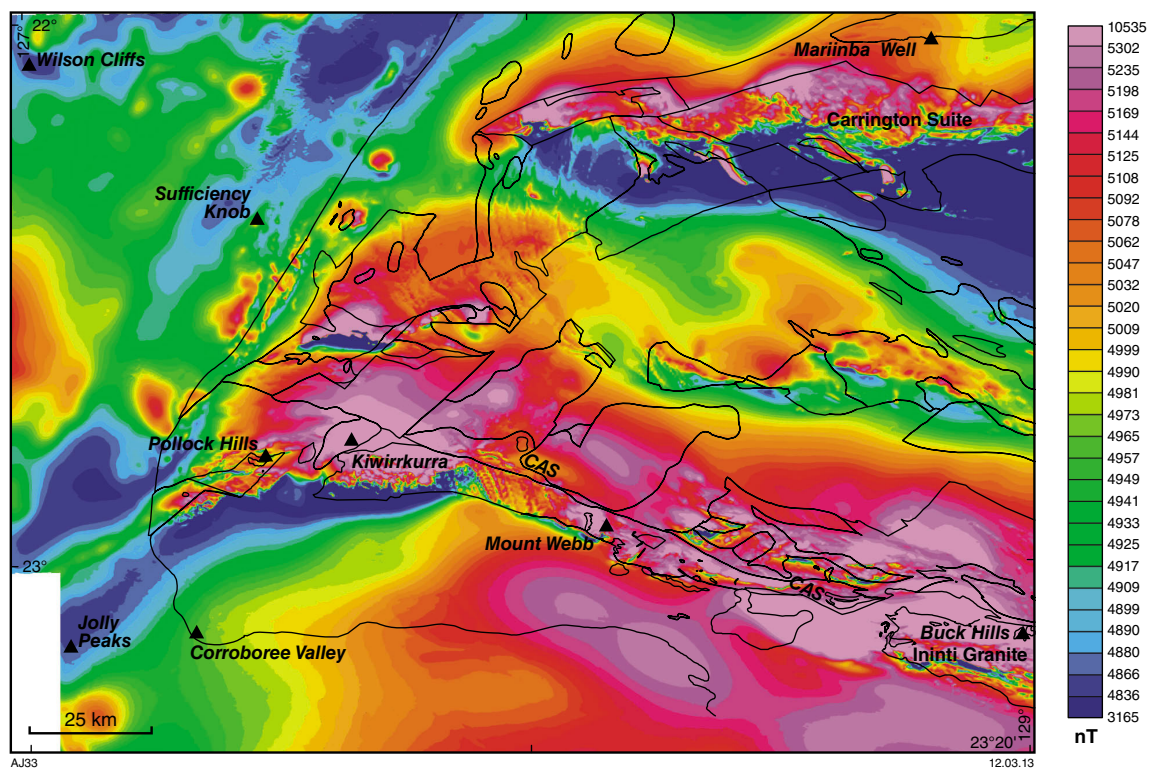 22°
127°
Wilson Cliffs
Mariinba Well
Carrington Suite
Sufficiency
Knob
Pollock Hills
Kiwirrkurra
CAS
Mount Webb
23°
CAS
Jolly
Peaks
Corroboree Valley
Buck Hills
Ininti Granite
25 km
23°20'
129°
AJ33
12.03.13
10535
5302
5235
5198
5169
5144
5125
5108
5092
5078
5062
5047
5032
5020
5009
4999
4990
4981
4973
4965
4957
4949
4941
4933
4925
4917
4909
4899
4890
4880
4866
4836
3165
nT